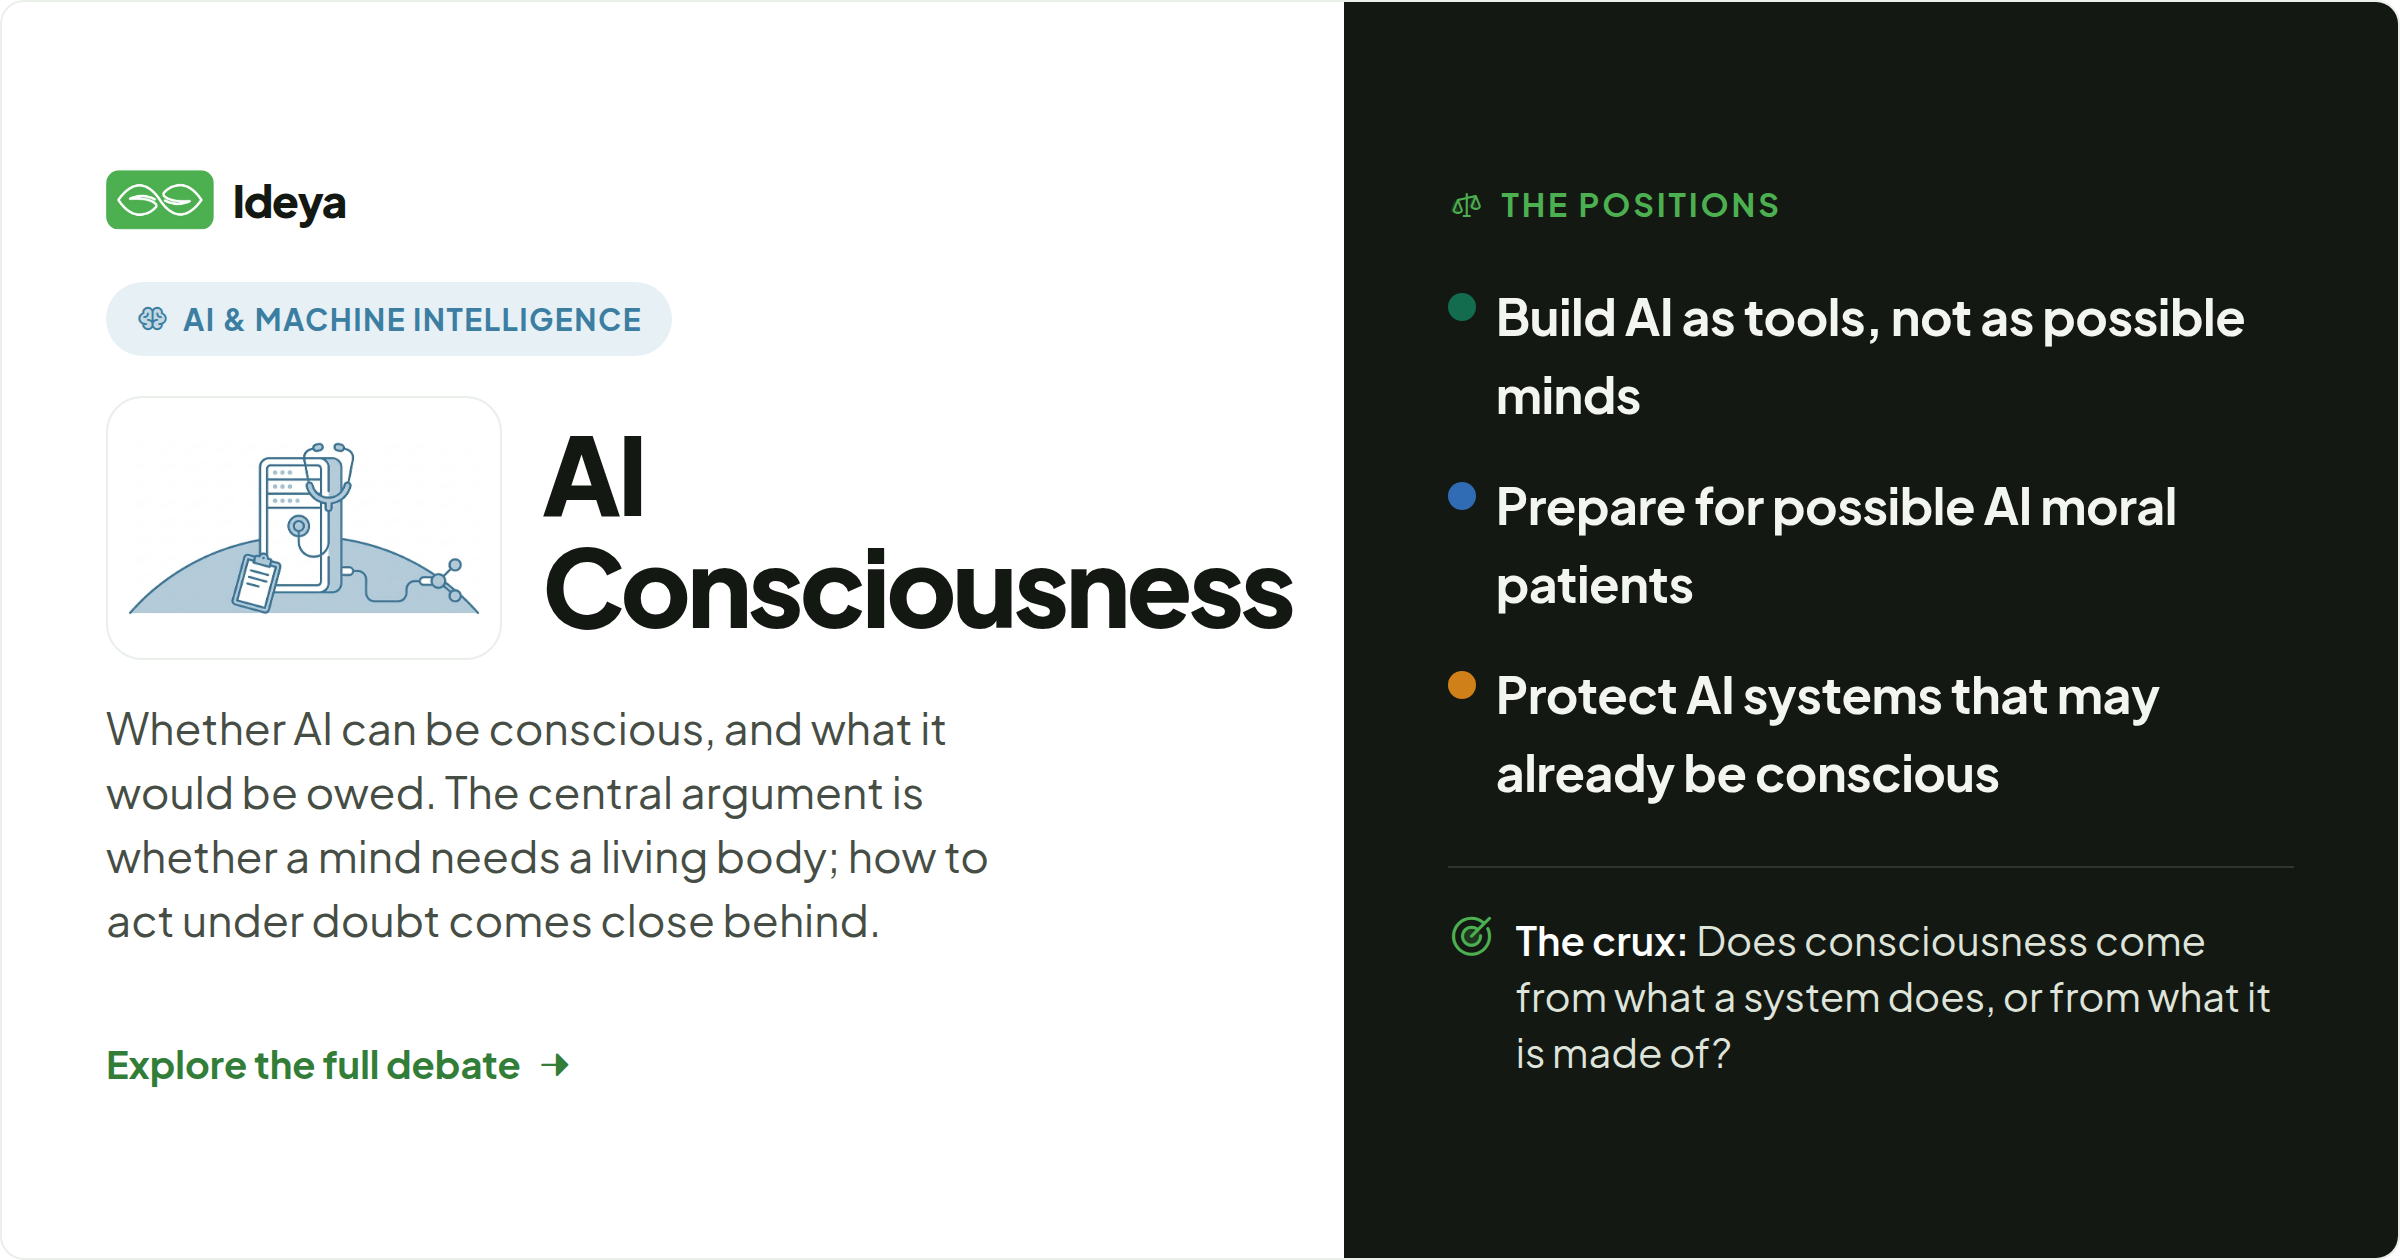 Ideya
AI & MACHINE INTELLIGENCE
AI
Consciousness
Whether AI can be conscious, and what it
would be owed. The central argument is
whether a mind needs a living body; how to
act under doubt comes close behind.
Explore the full debate
THE POSITIONS
Build AI as tools, not as possible
minds
Prepare for possible AI moral
patients
Protect AI systems that may
already be conscious
The crux: Does consciousness come
from what a system does, or from what it
is made of?